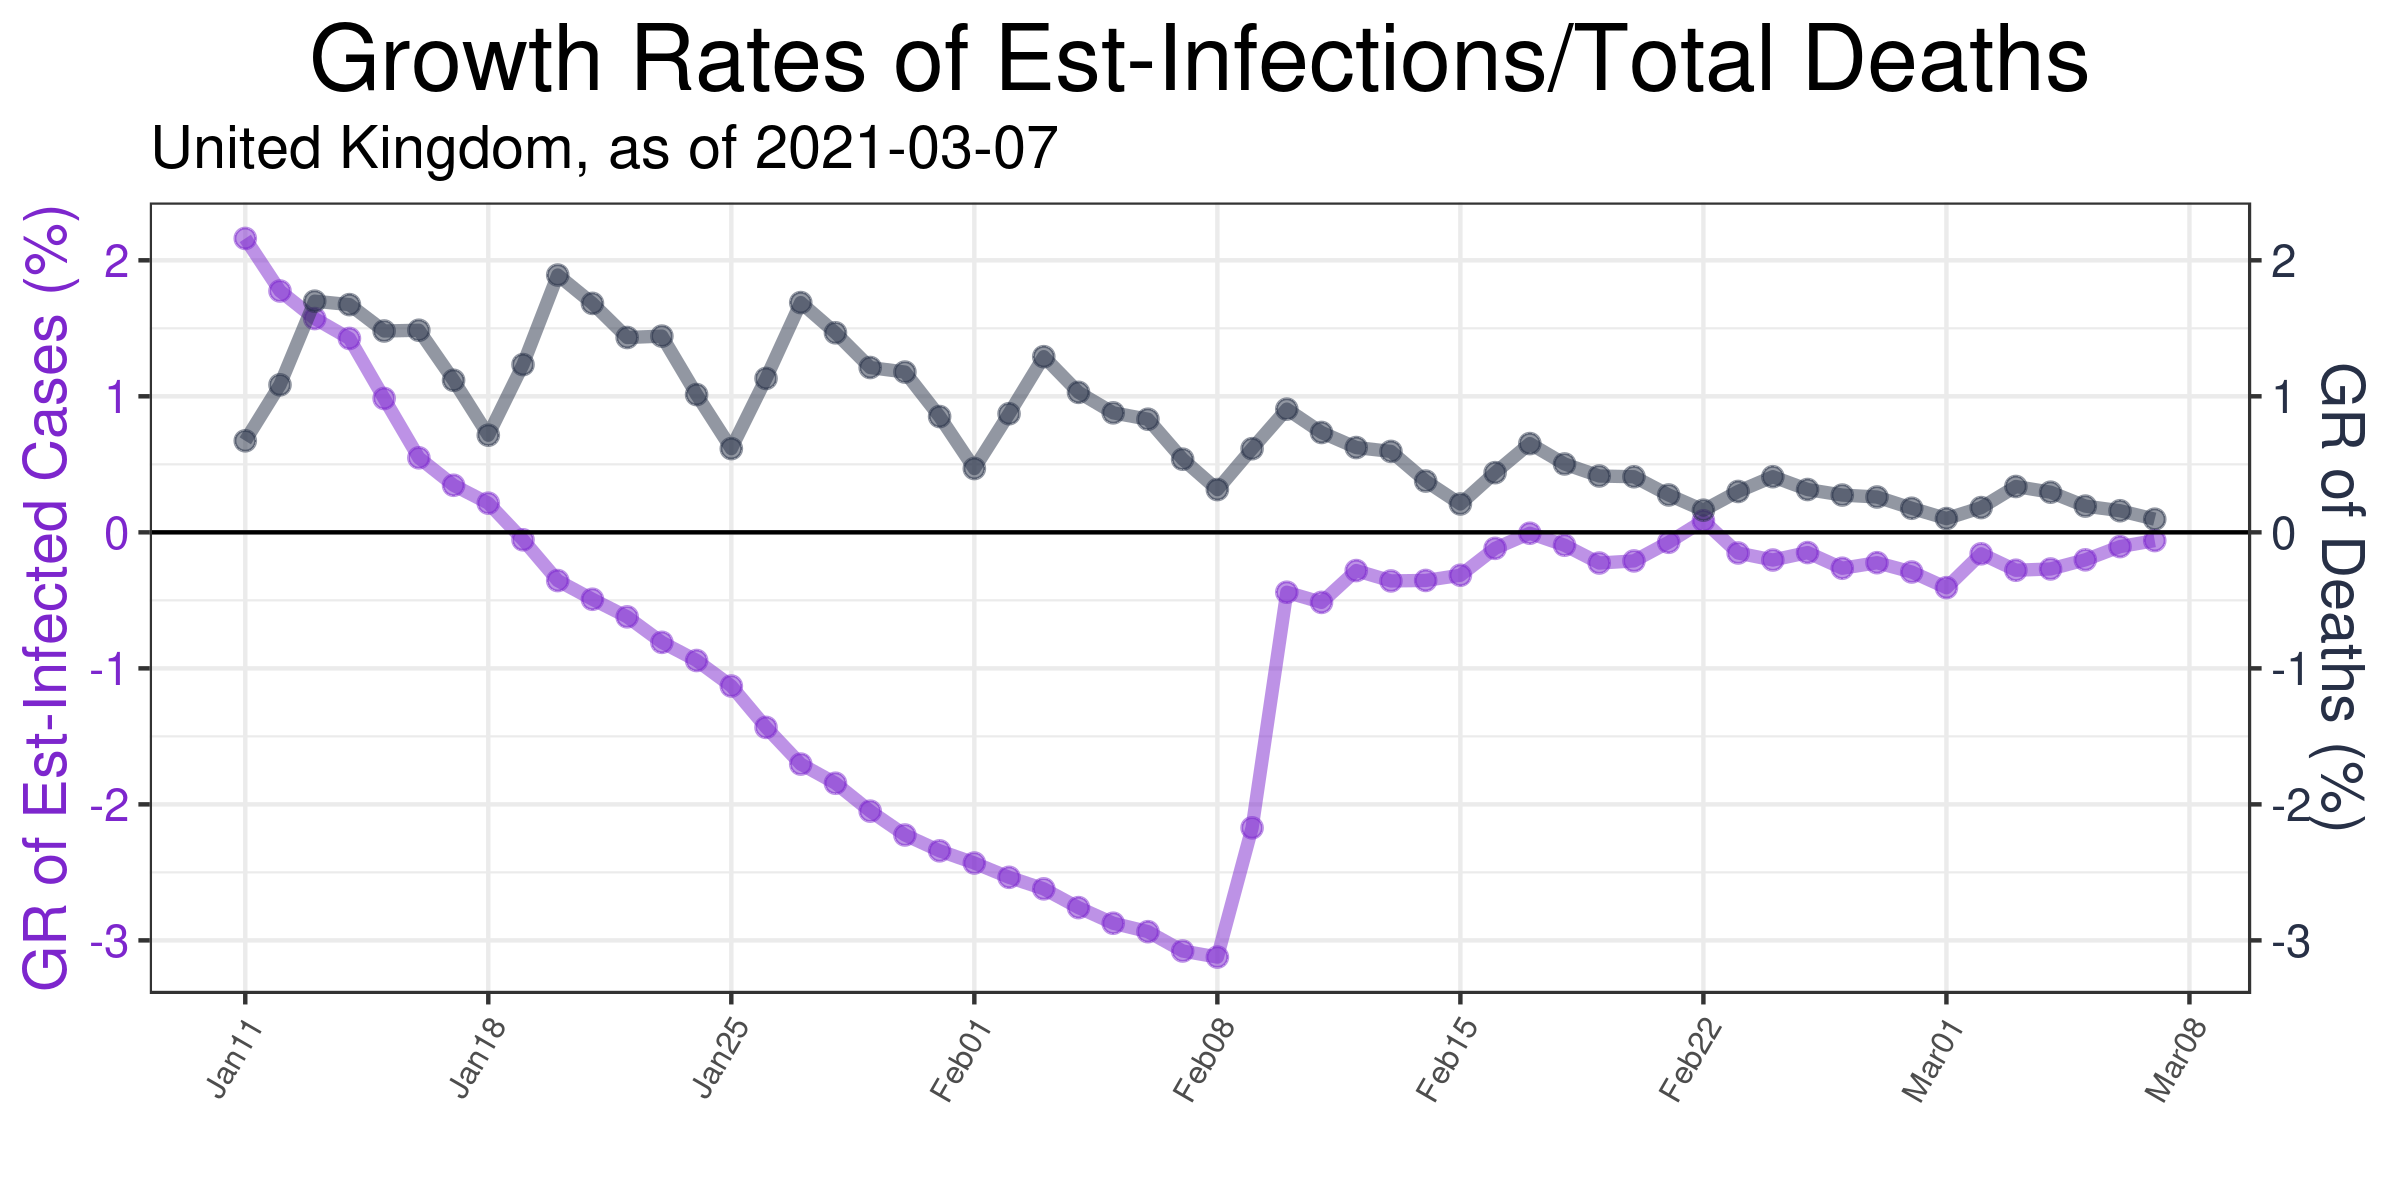 Growth Rates of Est-Infections/Total Deaths
United Kingdom, as of 2021-03-07
GR of Est-Infected Cases (%)
2
1
0
-1
-2
-3
2
1
0
-1
-2
-3
GR of Deaths (%)
Jan11
Jan18
Jan25
Feb01
Feb08
Feb15
Feb22
Mar01
Mar08